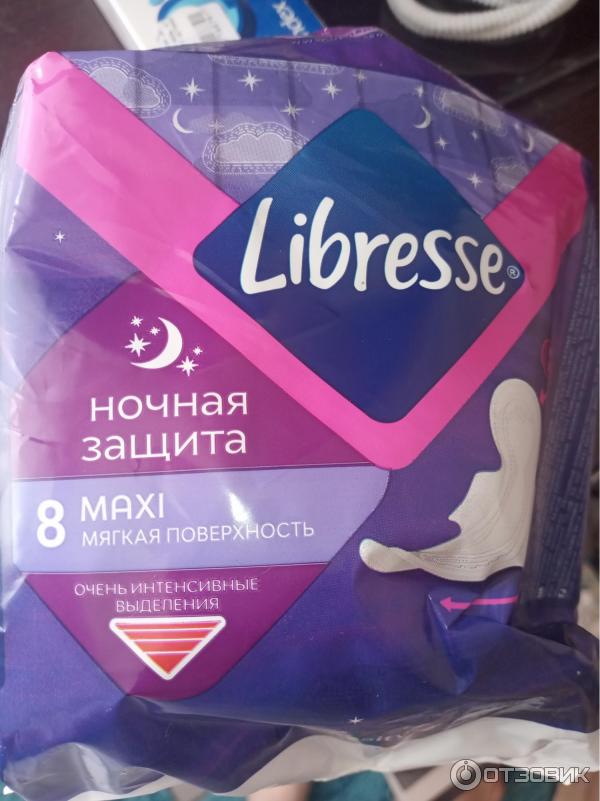 Libresse®
НОЧНАЯ
ЗАЩИТА
8 MAXI
МЯГКАЯ ПОВЕРХНОСТЬ
ОЧЕНЬ ИНТЕНСИВНЫЕ
ВЫДЕЛЕНИЯ
ОТЗОВИК